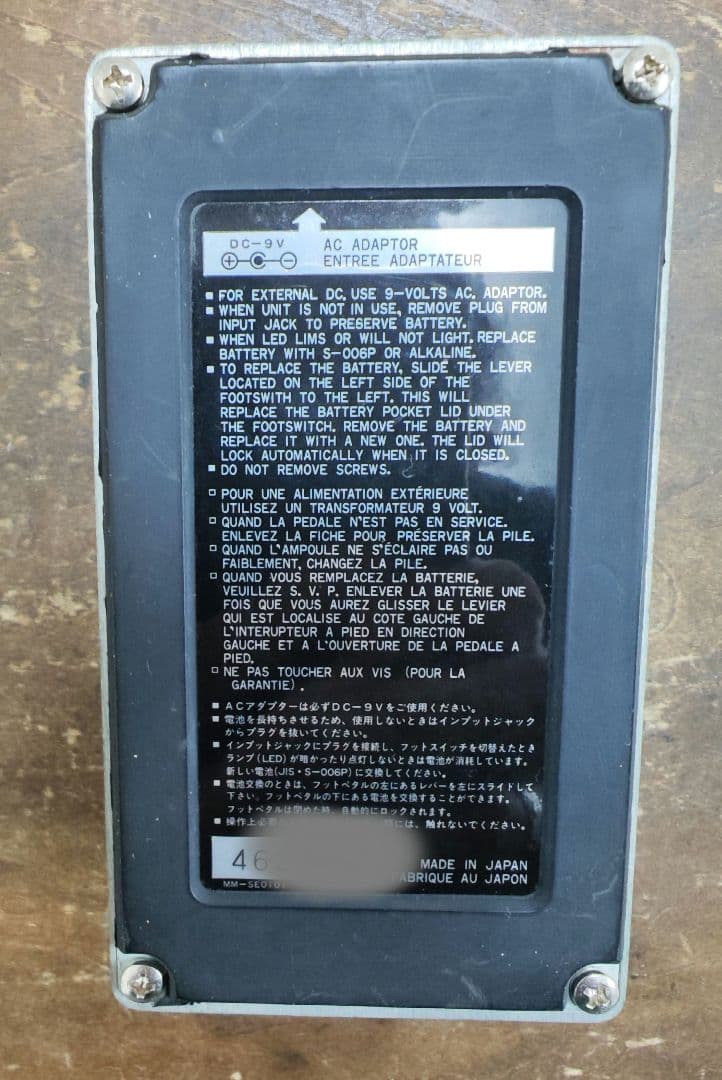 DC-9V
AC ADAPTOR
ENTREE ADAPTATEUR
■ FOR EXTERNAL DC, USE 9-VOLTS AC. ADAPTOR.
■ WHEN UNIT IS NOT IN USE, REMOVE PLUG FROM
INPUT JACK TO PRESERVE BATTERY.
■ WHEN LED LIMS OR WILL NOT LIGHT. REPLACE
BATTERY WITH S-006P OR ALKALINE.
■ TO REPLACE THE BATTERY, SLIDE THE LEVER
LOCATED ON THE LEFT SIDE OF THE
FOOTSWITH TO THE LEFT. THIS WILL
REPLACE THE BATTERY POCKET LID UNDER
THE FOOTSWITCH. REMOVE THE BATTERY AND
REPLACE IT WITH A NEW ONE. THE LID WILL
LOCK AUTOMATICALLY WHEN IT IS CLOSED.
■ DO NOT REMOVE SCREWS.
□ POUR UNE ALIMENTATION EXTÉRIEURE
UTILISEZ UN TRANSFORMATEUR 9 VOLT.
□ QUAND LA PEDALE N'EST PAS EN SERVICE.
ENLEVEZ LA FICHE POUR PRÉSERVER LA PILE.
□ QUAND L'AMPOULE NE S'ÉCLAIRE PAS OU
FAIBLEMENT, CHANGEZ LA PILE.
□ QUAND VOUS REMPLACEZ LA BATTERIE,
VEUILLEZ S. V. P. ENLEVER LA BATTERIE UNE
FOIS QUE VOUS AUREZ GLISSER LE LEVIER
QUI EST LOCALISE AU COTE GAUCHE DE
L'INTERUPTEUR A PIED EN DIRECTION
GAUCHE ET A L'OUVERTURE DE LA PEDALE A
PIED.
□ NE PAS TOUCHER AUX VIS (POUR LA
GARANTIE).
■ ACアダプターは必ずDC-9Vをご使用ください。
■ 電池を長持ちさせるため、使用しないときはインプットジャック
からプラグを抜いてください。
■ インプットジャックにプラグを接続し、フットスイッチを切替えたとき
ランプ(LED)が暗かったり点灯しないときは電池が消耗しています。
新しい電池(JIS・S-006P)に交換してください。
■ 電池交換のときは、フットペタルの左にあるレバーを左にスライドして
下さい。フットペタルの下にある電池を交換することができます。
フットペタルは閉めた時、自動的にロックされます。
■ 操作上必要 には、触れないでください。
46
MADE IN JAPAN
FABRIQUE AU JAPON
MM-SE0101